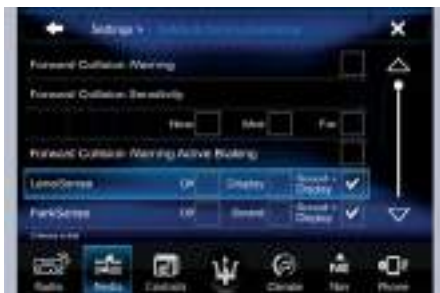 Settings
Forward Collision Warning
Forward Collision Sensitivity
Near Med Far
Forward Collision Warning Active Braking
LaneSense Off Display Sound + Display
ParkSense Off Sound Sound + Display
Radio Media Controls Climate Nav Phone